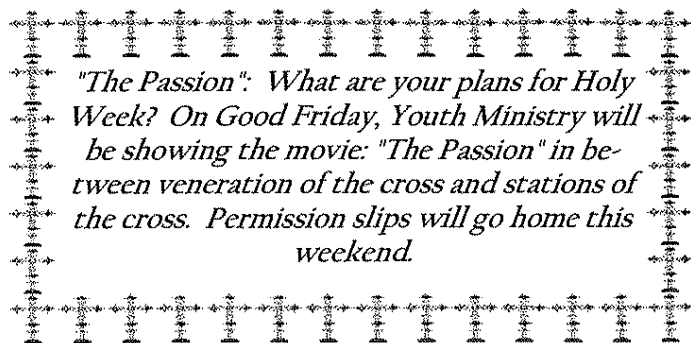 "The Passion":  What are your plans for Holy
Week?  On Good Friday, Youth Ministry will
be showing the movie: "The Passion" in be-
tween veneration of the cross and stations of
the cross.  Permission slips will go home this
weekend.